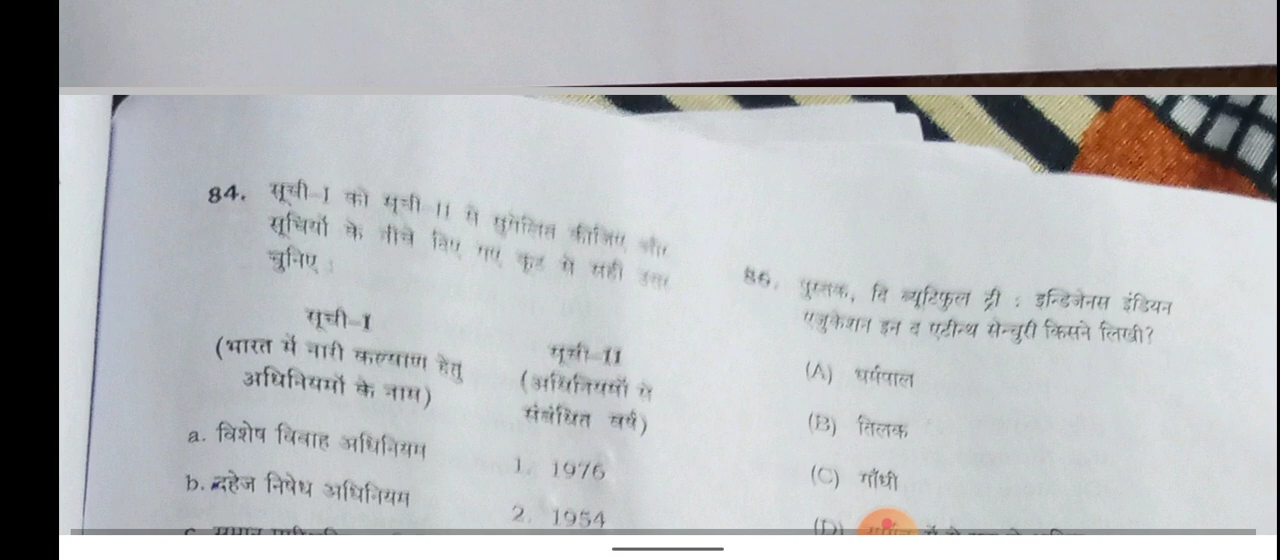 84. सूची-I को सूची-II से सुमेलित कीजिए और
सूचियों के नीचे दिए गए कूट से सही उत्तर
चुनिए :
सूची-I
(भारत में नारी कल्याण हेतु
अधिनियमों के नाम)
सूची-II
(अधिनियमों से
संबंधित वर्ष)
a. विशेष विवाह अधिनियम
1. 1976
b. दहेज निषेध अधिनियम
2. 1954
c. समान
86. पुस्तक, दि ब्यूटिफुल ट्री : इन्डिजेनस इंडियन
एजुकेशन इन द एटीन्थ सेन्चुरी किसने लिखी?
(A) धर्मपाल
(B) तिलक
(C) गाँधी
(D)